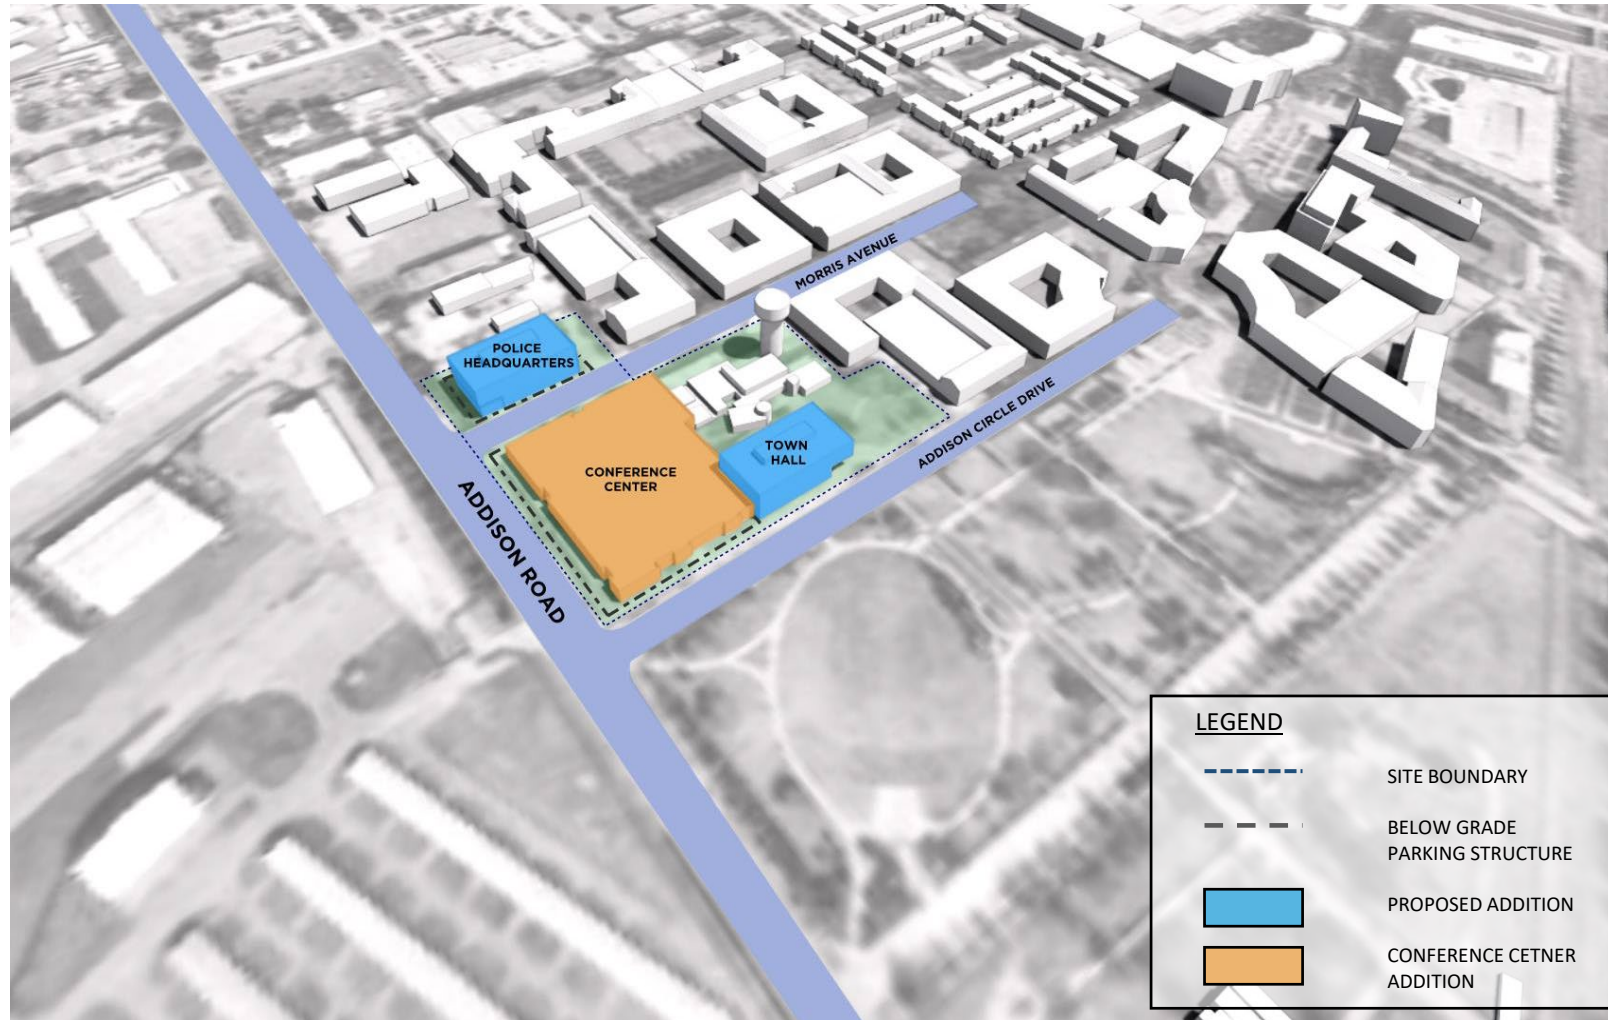 MORRIS AVENUE
POLICE
HEADQUARTERS
ADDISON CIRCLE DRIVE
TOWN
HALL
CONFERENCE
CENTER
ADDISON ROAD
LEGEND
SITE BOUNDARY
BELOW GRADE
PARKING STRUCTURE
PROPOSED ADDITION
CONFERENCE CETNER
ADDITION